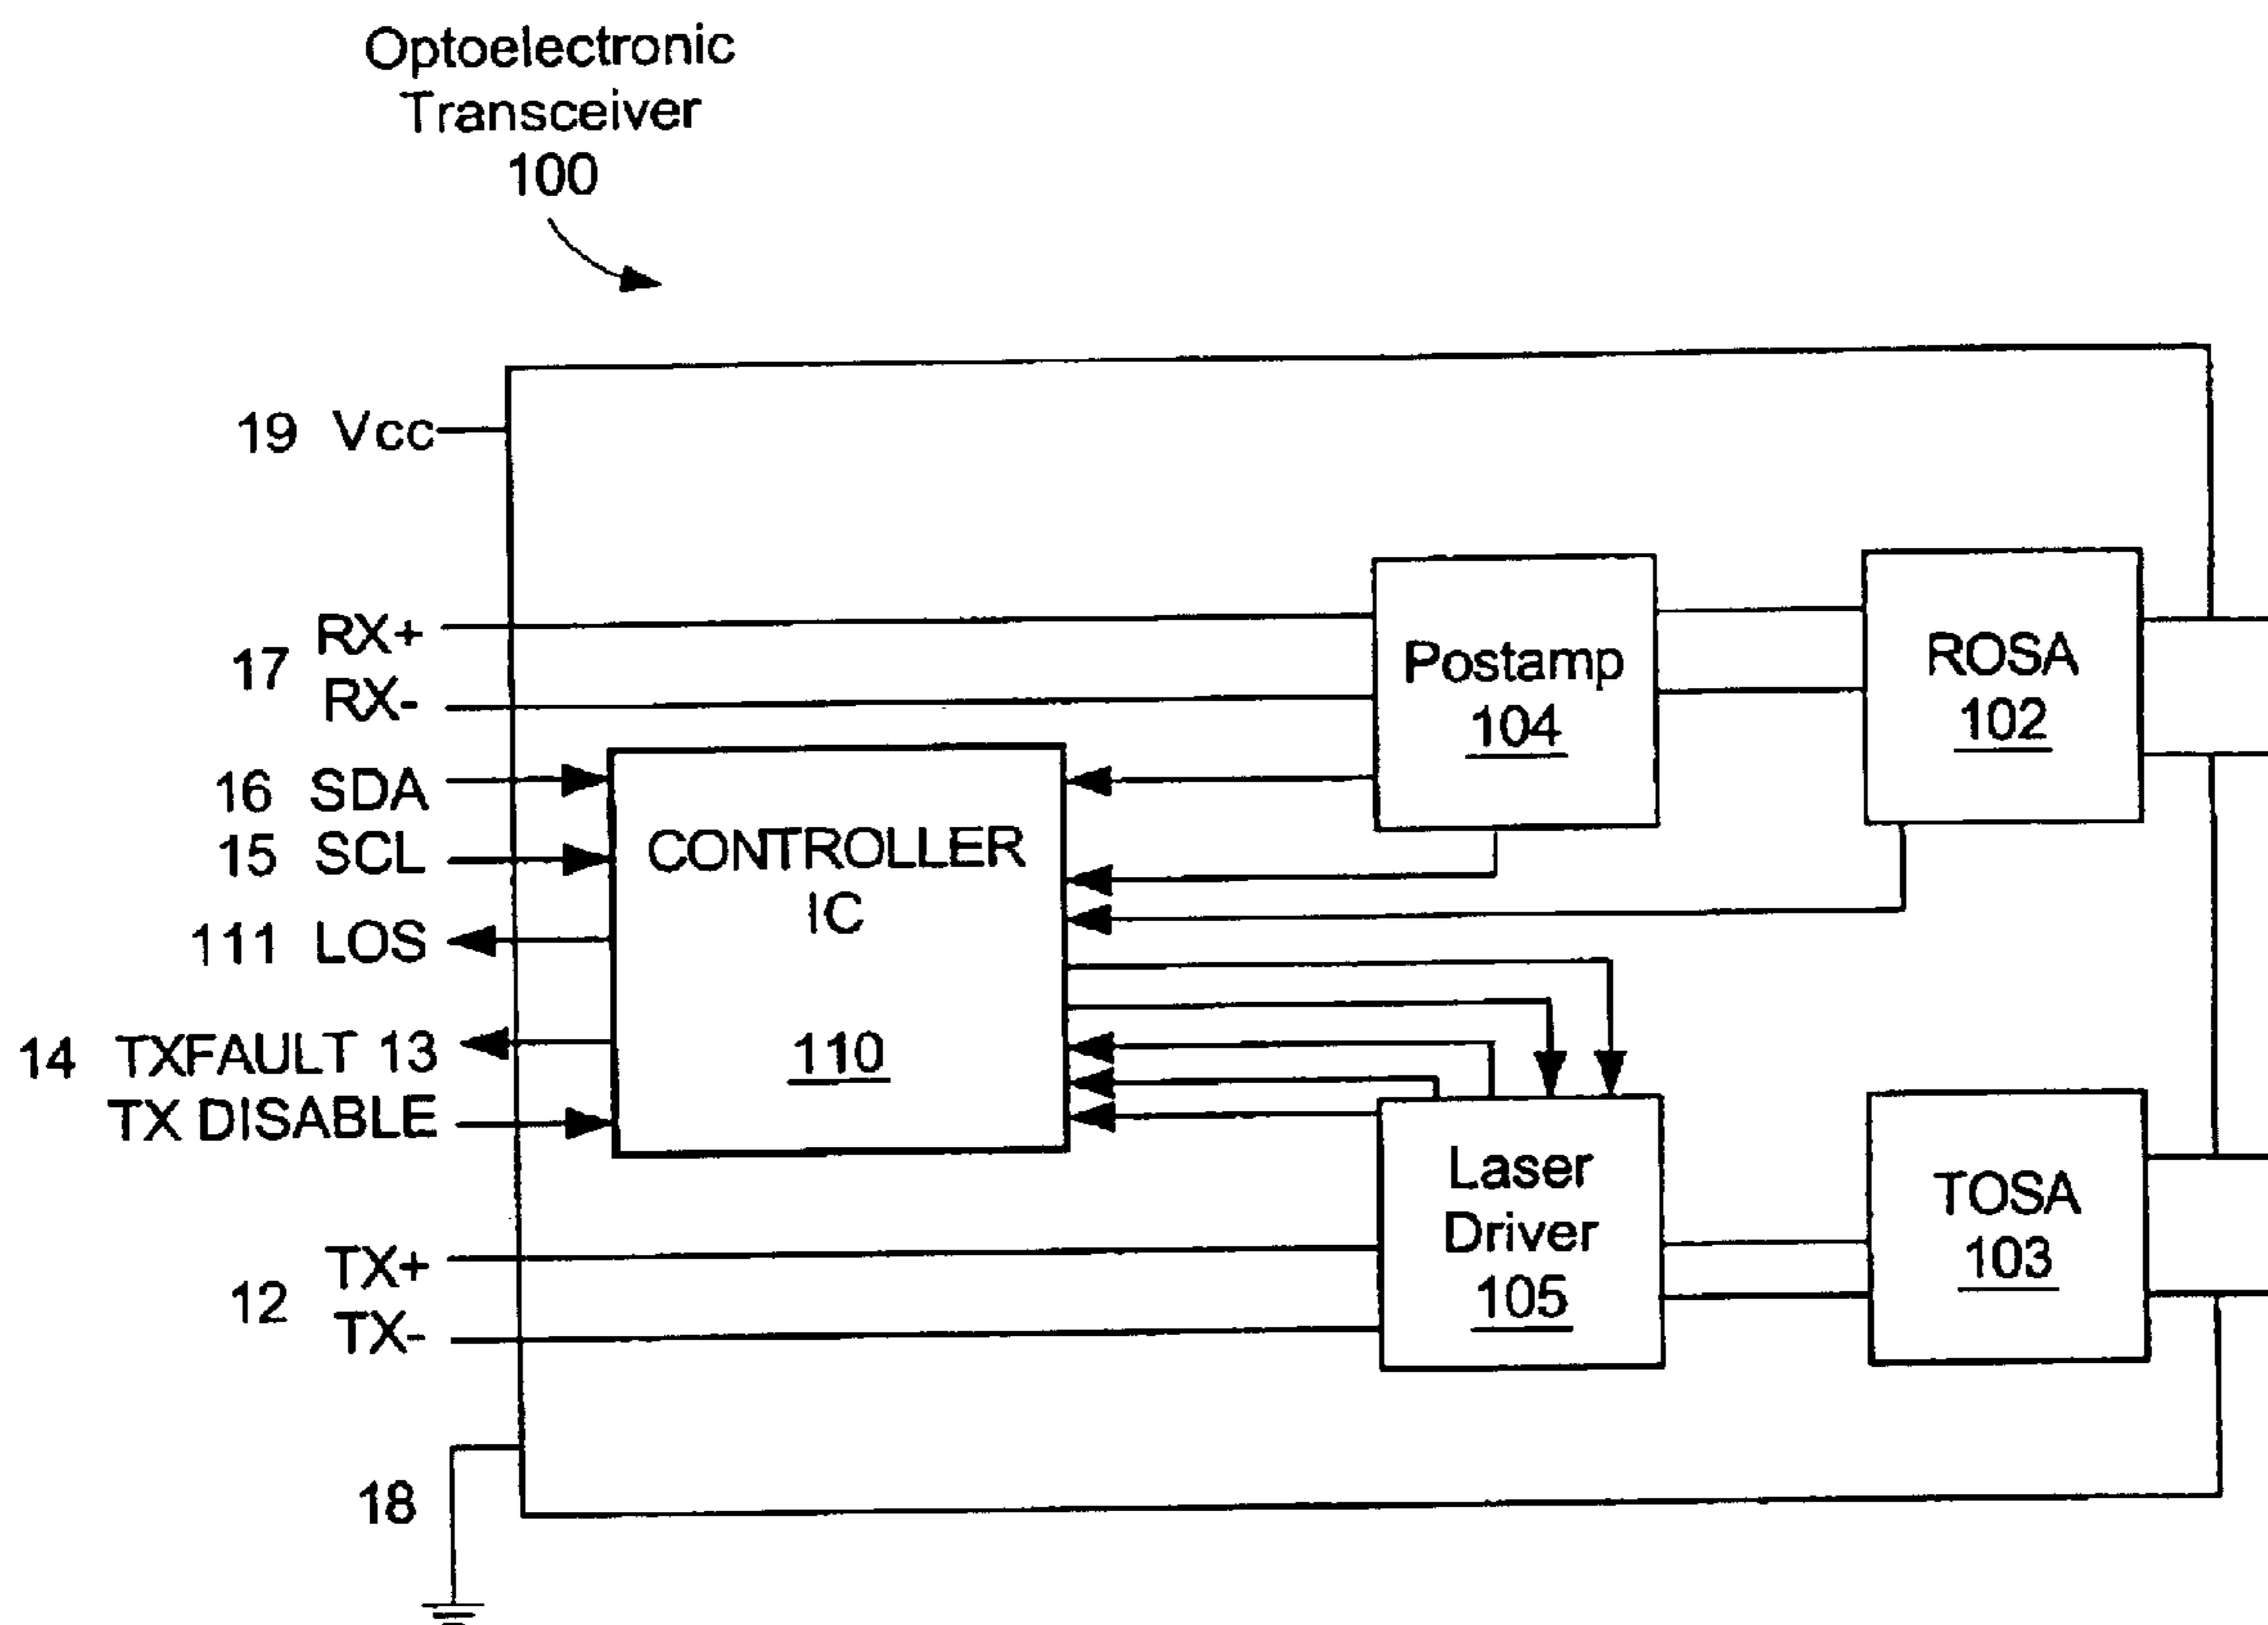 Optoelectronic
Transceiver
100
19 Vcc
17 RX+
RX-
Postamp
104
ROSA
102
16 SDA
15 SCL
111 LOS
14 TXFAULT 13
TX DISABLE
CONTROLLER
IC
110
Laser
Driver
105
TOSA
103
12 TX+
TX-
18